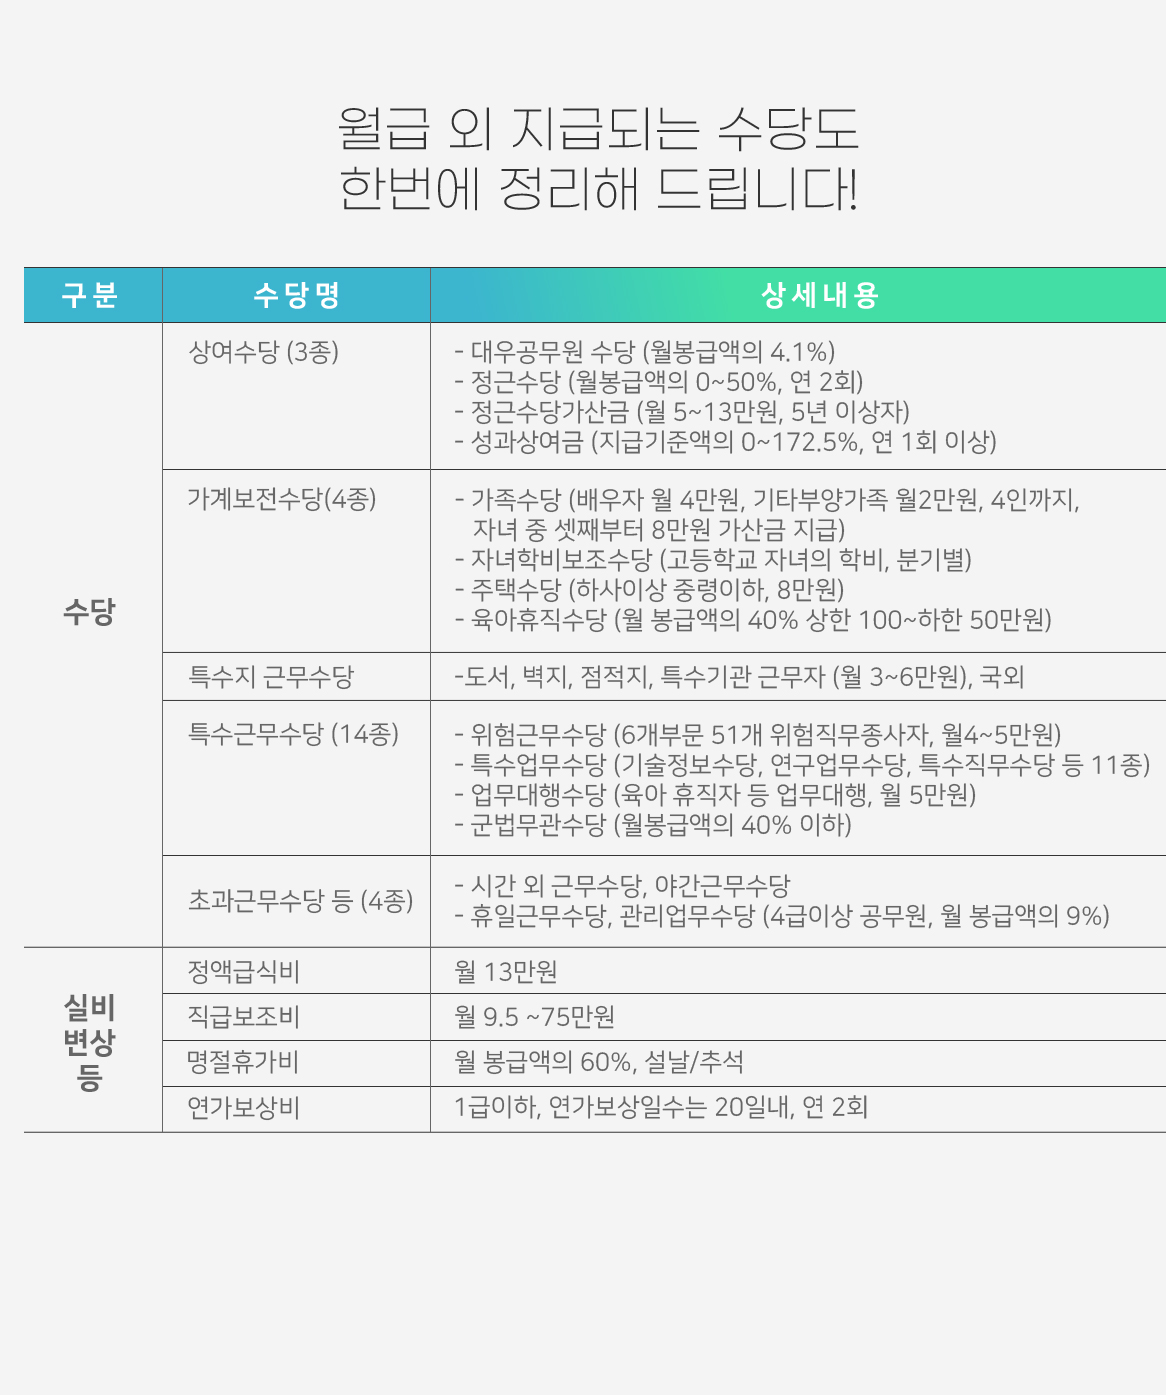 월급 외 지급되는 수당도
한번에 정리해 드립니다!
구분 수당명 상세내용
수당
상여수당 (3종)
- 대우공무원 수당 (월봉급액의 4.1%)
- 정근수당 (월봉급액의 0~50%, 연 2회)
- 정근수당가산금 (월 5~13만원, 5년 이상자)
- 성과상여금 (지급기준액의 0~172.5%, 연 1회 이상)
가계보전수당(4종)
- 가족수당 (배우자 월 4만원, 기타부양가족 월2만원, 4인까지,
자녀 중 셋째부터 8만원 가산금 지급)
- 자녀학비보조수당 (고등학교 자녀의 학비, 분기별)
- 주택수당 (하사이상 중령이하, 8만원)
- 육아휴직수당 (월 봉급액의 40% 상한 100~하한 50만원)
특수지 근무수당
-도서, 벽지, 점적지, 특수기관 근무자 (월 3~6만원), 국외
특수근무수당 (14종)
- 위험근무수당 (6개부문 51개 위험직무종사자, 월4~5만원)
- 특수업무수당 (기술정보수당, 연구업무수당, 특수직무수당 등 11종)
- 업무대행수당 (육아 휴직자 등 업무대행, 월 5만원)
- 군법무관수당 (월봉급액의 40% 이하)
초과근무수당 등 (4종)
- 시간 외 근무수당, 야간근무수당
- 휴일근무수당, 관리업무수당 (4급이상 공무원, 월 봉급액의 9%)
실비
변상
등
정액급식비 월 13만원
직급보조비 월 9.5 ~75만원
명절휴가비 월 봉급액의 60%, 설날/추석
연가보상비 1급이하, 연가보상일수는 20일내, 연 2회